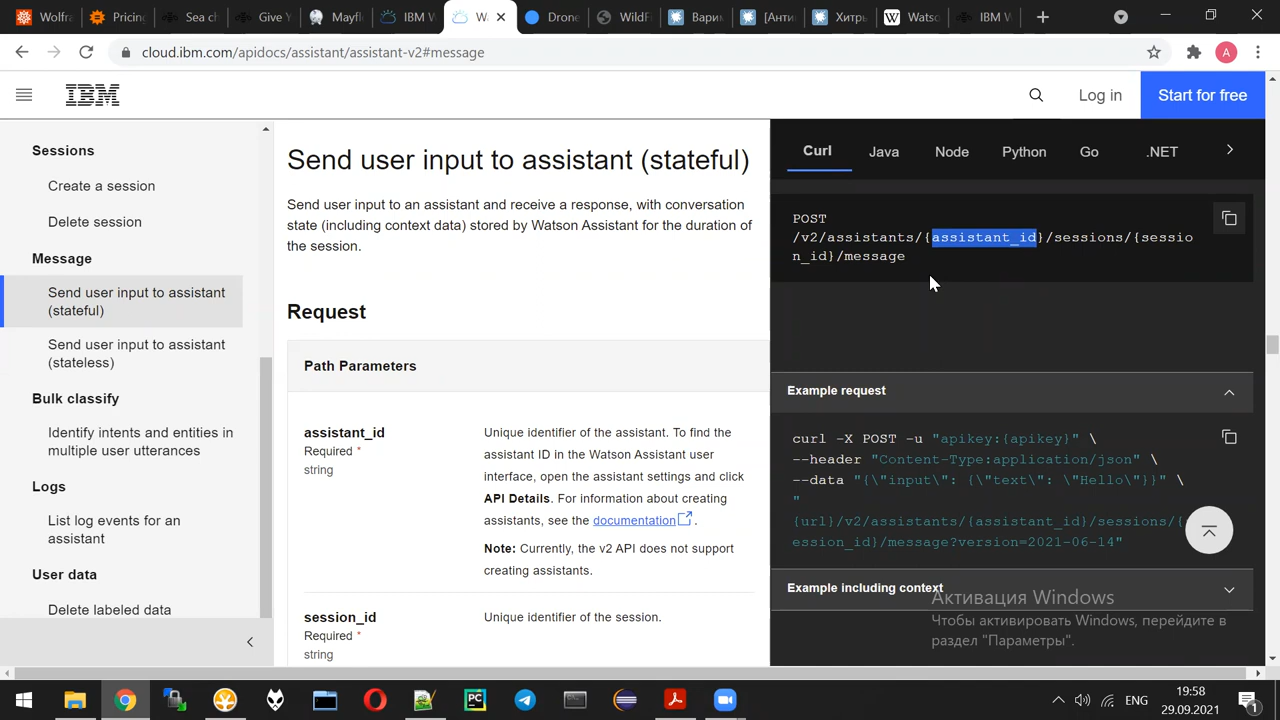 Wolfra
Pricing
Sea ch
Give Y
Mayfl
IBM W
Wa
Drone
WildFi
Варим
[Анти
Хитры
Watso
IBM W
cloud.ibm.com/apidocs/assistant/assistant-v2#message
A
IBM
Log in
Start for free
Sessions
Create a session
Delete session
Message
Send user input to assistant
(stateful)
Send user input to assistant
(stateless)
Bulk classify
Identify intents and entities in
multiple user utterances
Logs
List log events for an
assistant
User data
Delete labeled data
Send user input to assistant (stateful)
Send user input to an assistant and receive a response, with conversation
state (including context data) stored by Watson Assistant for the duration of
the session.
Request
Path Parameters
assistant_id
Required *
string
Unique identifier of the assistant. To find the
assistant ID in the Watson Assistant user
interface, open the assistant settings and click
API Details. For information about creating
assistants, see the documentation.
Note: Currently, the v2 API does not support
creating assistants.
session_id
Required *
string
Unique identifier of the session.
Curl
Java
Node
Python
Go
.NET
POST
/v2/assistants/{assistant_id}/sessions/{sessio
n_id}/message
Example request
curl -X POST -u "apikey:{apikey}" \
--header "Content-Type:application/json" \
--data "{\"input\": {\"text\": \"Hello\"}}" \
"
{url}/v2/assistants/{assistant_id}/sessions/{
ession_id}/message?version=2021-06-14"
Example including context
Активация Windows
Чтобы активировать Windows, перейдите в
раздел "Параметры".
PC
ENG
19:58
29.09.2021
1